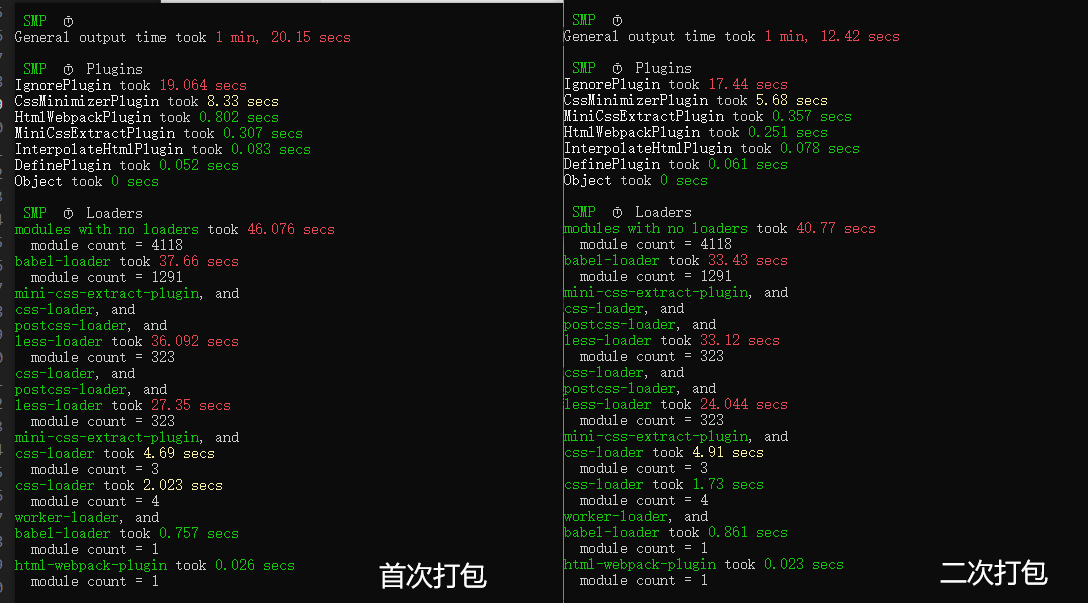 SMP ⏱
General output time took 1 min, 20.15 secs
SMP ⏱ Plugins
IgnorePlugin took 19.064 secs
CssMinimizerPlugin took 8.33 secs
HtmlWebpackPlugin took 0.802 secs
MiniCssExtractPlugin took 0.307 secs
InterpolateHtmlPlugin took 0.083 secs
DefinePlugin took 0.052 secs
Object took 0 secs
SMP ⏱ Loaders
modules with no loaders took 46.076 secs
module count = 4118
babel-loader took 37.66 secs
module count = 1291
mini-css-extract-plugin, and
css-loader, and
postcss-loader, and
less-loader took 36.092 secs
module count = 323
css-loader, and
postcss-loader, and
less-loader took 27.35 secs
module count = 323
mini-css-extract-plugin, and
css-loader took 4.69 secs
module count = 3
css-loader took 2.023 secs
module count = 4
worker-loader, and
babel-loader took 0.757 secs
module count = 1
html-webpack-plugin took 0.026 secs
module count = 1
首次打包
SMP ⏱
General output time took 1 min, 12.42 secs
SMP ⏱ Plugins
IgnorePlugin took 17.44 secs
CssMinimizerPlugin took 5.68 secs
MiniCssExtractPlugin took 0.357 secs
HtmlWebpackPlugin took 0.251 secs
InterpolateHtmlPlugin took 0.078 secs
DefinePlugin took 0.061 secs
Object took 0 secs
SMP ⏱ Loaders
modules with no loaders took 40.77 secs
module count = 4118
babel-loader took 33.43 secs
module count = 1291
mini-css-extract-plugin, and
css-loader, and
postcss-loader, and
less-loader took 33.12 secs
module count = 323
css-loader, and
postcss-loader, and
less-loader took 24.044 secs
module count = 323
mini-css-extract-plugin, and
css-loader took 4.91 secs
module count = 3
css-loader took 1.73 secs
module count = 4
worker-loader, and
babel-loader took 0.861 secs
module count = 1
html-webpack-plugin took 0.023 secs
module count = 1
二次打包